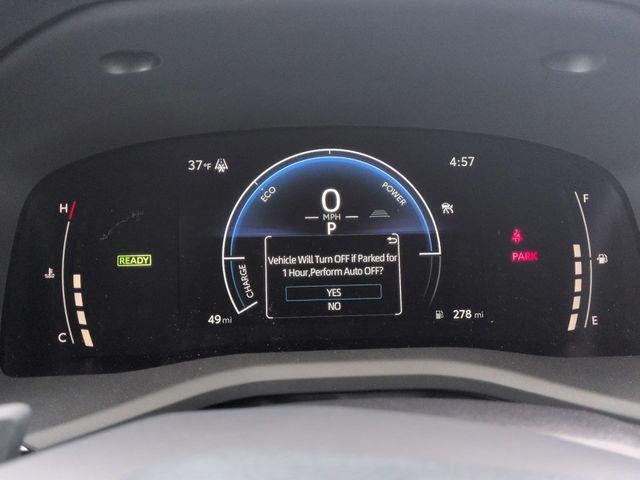 37°F
4:57
ECO
POWER
0
MPH
P
H
F
READY
PARK
Vehicle Will Turn OFF if Parked for
1 Hour,Perform Auto OFF?
YES
NO
CHARGE
49 mi
278 mi
C
E